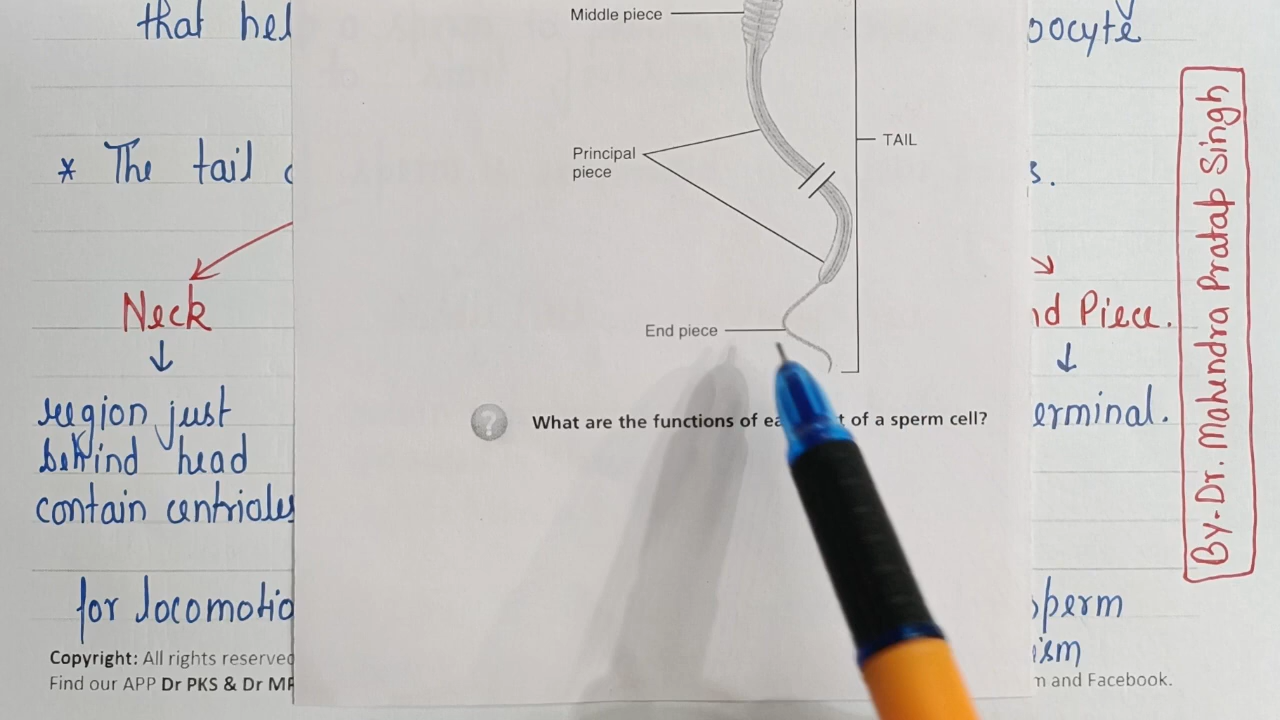 that hel
oocyte
Middle piece
* The tail
s.
TAIL
Principal
piece
Neck
nd Piece.
End piece
region just
behind head
contain centrioles
erminal.
What are the functions of ea t of a sperm cell?
for locomotio
sperm
ism
Copyright: All rights reserved
Find our APP Dr PKS & Dr MP
m and Facebook.
By-Dr. Mahendra Pratap Singh